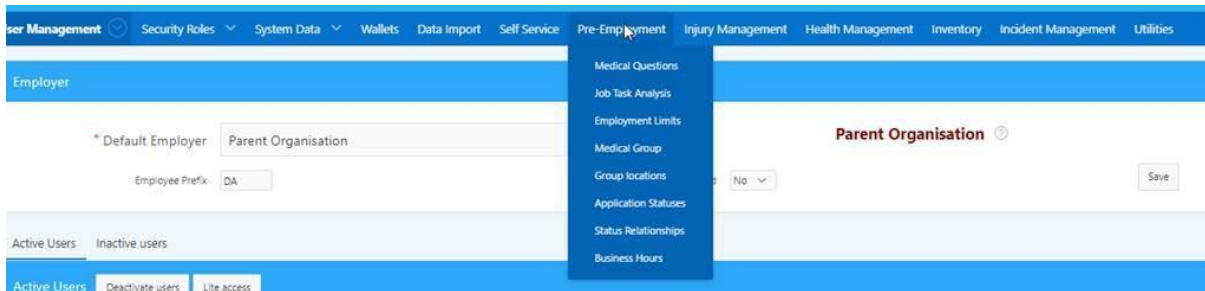 ser Management Security Roles System Data Wallets Data Import Self Service Pre-Employment Injury Management Health Management Inventory Incident Management Utilities
Medical Questions
Job Task Analysis
Employment Limits
Medical Group
Group locations
Application Statuses
Status Relationships
Business Hours
Employer
* Default Employer Parent Organisation
Parent Organisation
Employee Prefix DA
No
Save
Active Users Inactive users
Active Users Deactivate users Lite access